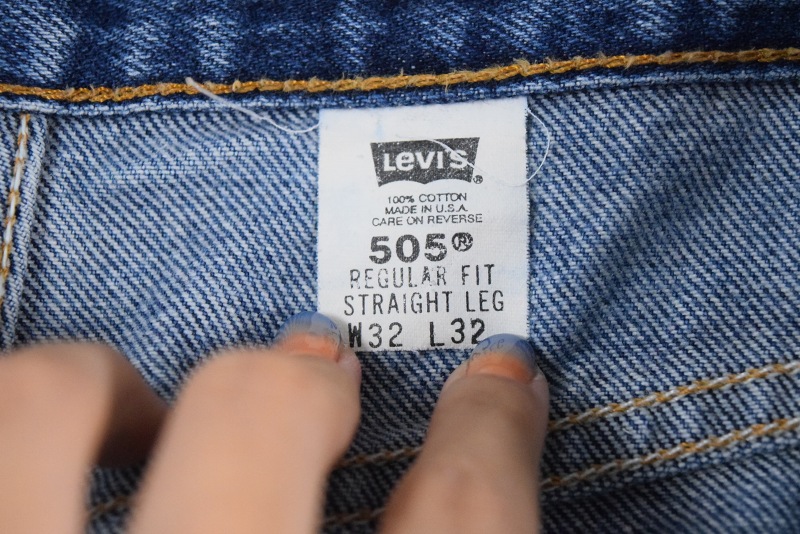 Levi's®
100% COTTON
MADE IN U.S.A.
CARE ON REVERSE
505®
REGULAR FIT
STRAIGHT LEG
W32 L32